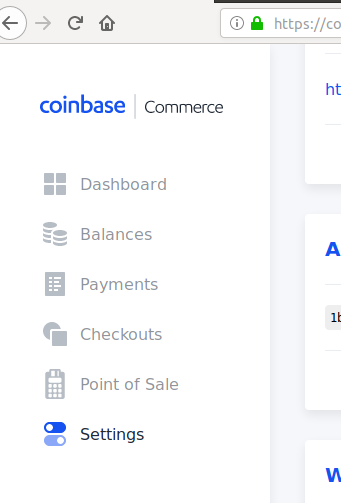 https://co
coinbase | Commerce
ht
Dashboard
Balances
Payments
A
1b
Checkouts
Point of Sale
Settings
W